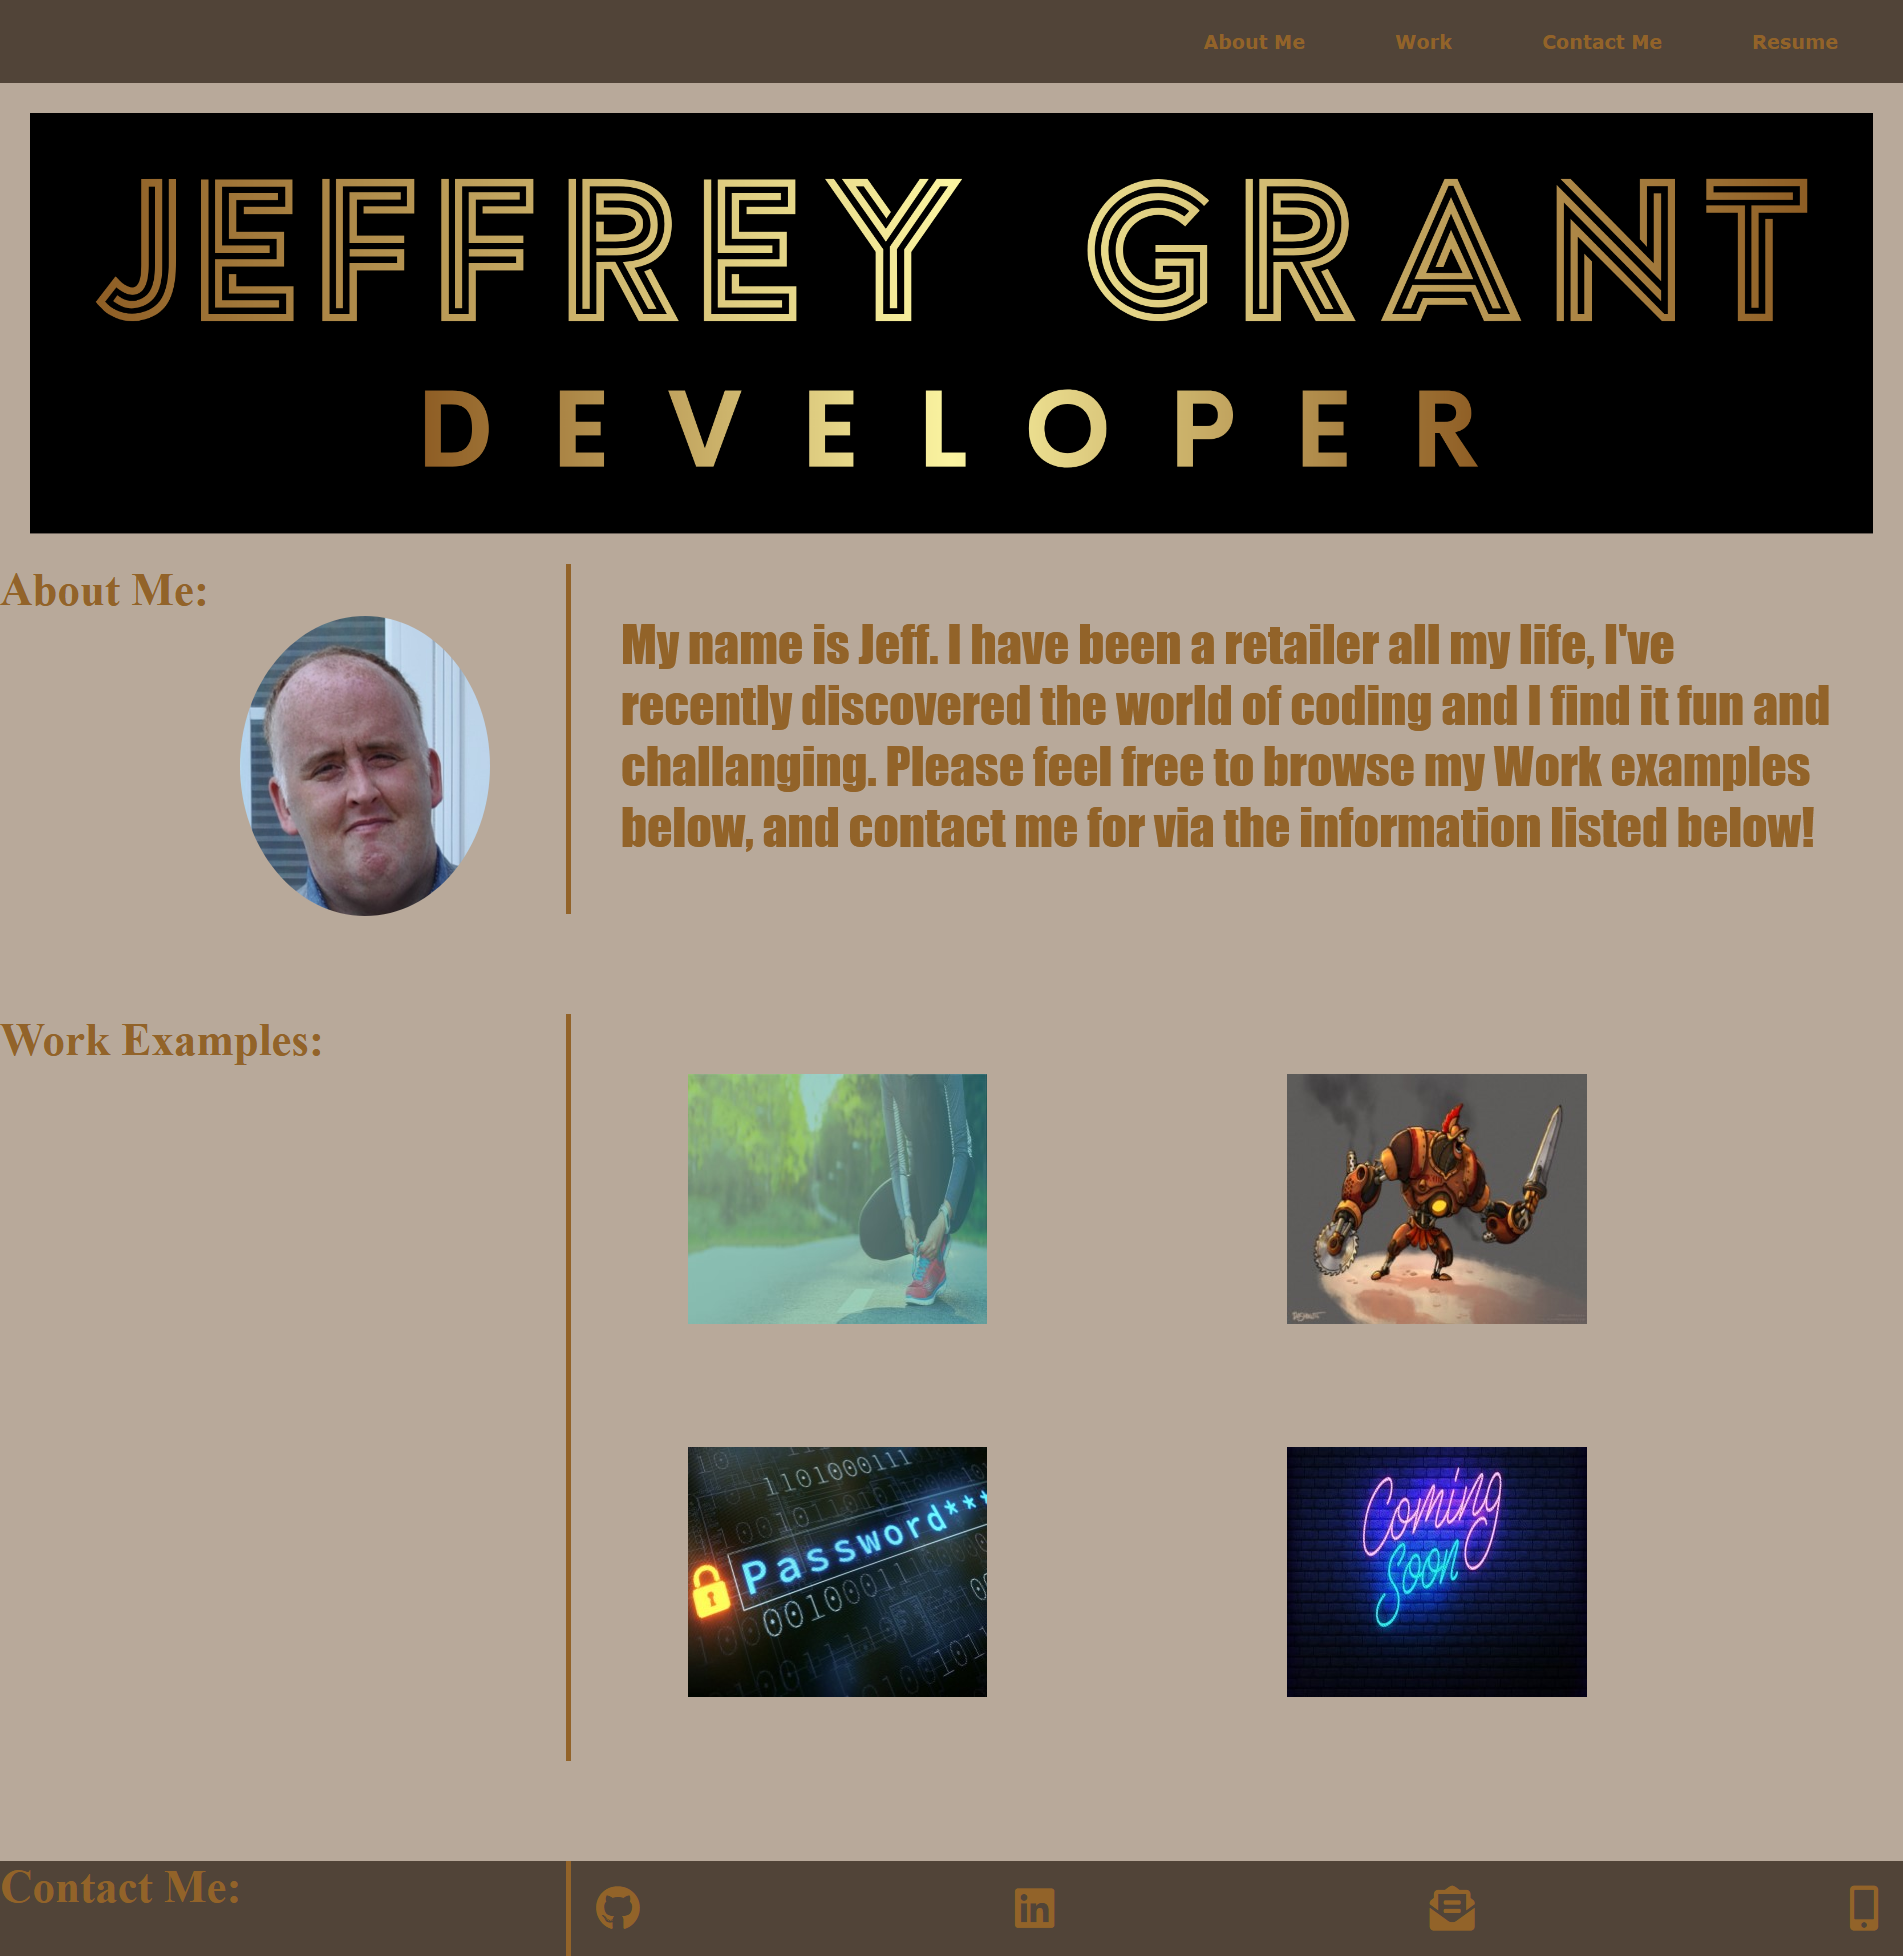 About Me Work Contact Me Resume
JEFFREY GRANT
DEVELOPER
About Me:
My name is Jeff. I have been a retailer all my life, I've
recently discovered the world of coding and I find it fun and
challanging. Please feel free to browse my Work examples
below, and contact me for via the information listed below!
Work Examples:
1101000111
Password***
00100011
Coming
Soon
Contact Me:
in